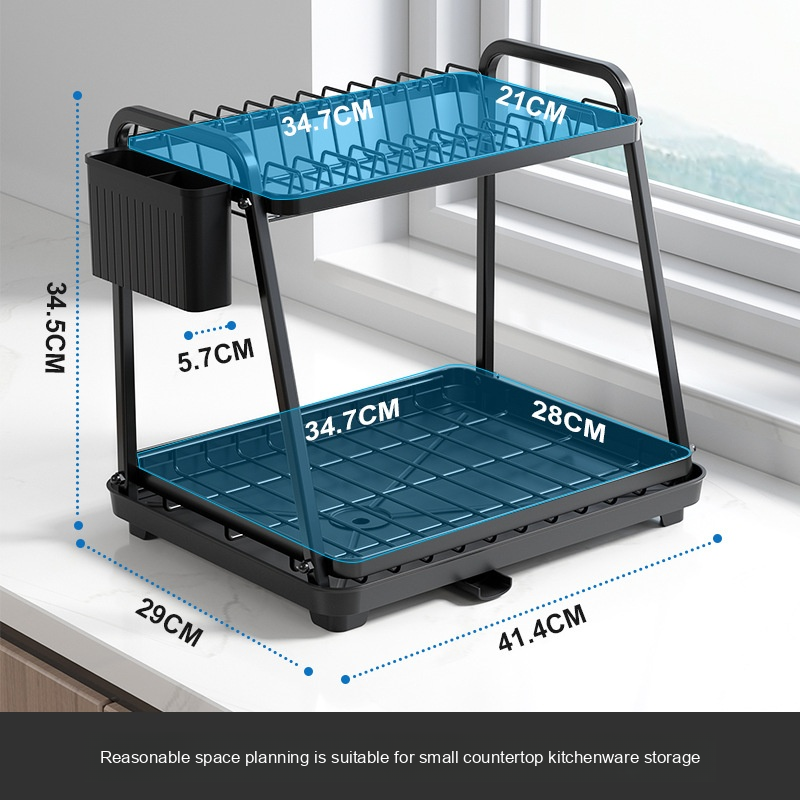 34.7CM
21CM
34.5CM
5.7CM
34.7CM
28CM
29CM
41.4CM
Reasonable space planning is suitable for small countertop kitchenware storage